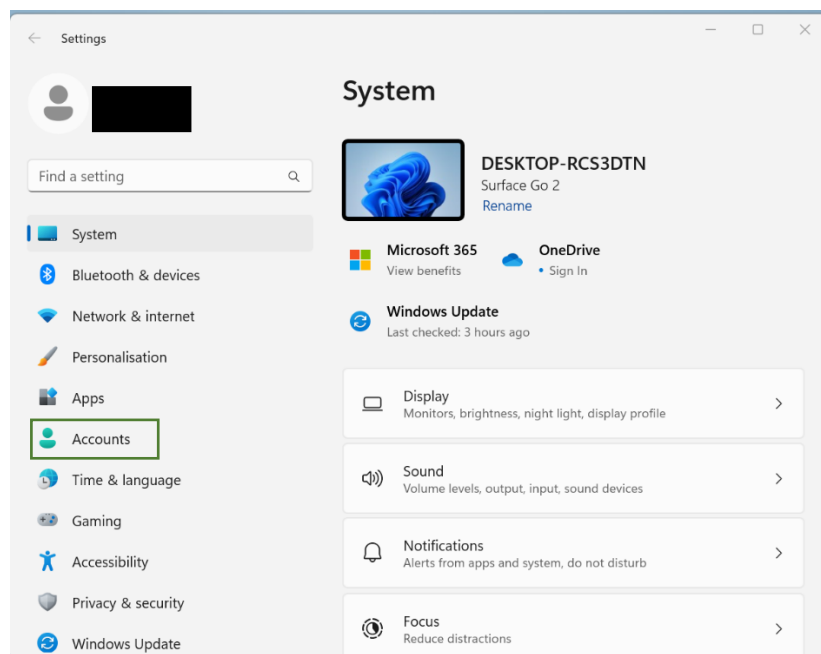 Settings
Find a setting
System
Bluetooth & devices
Network & internet
Personalisation
Apps
Accounts
Time & language
Gaming
Accessibility
Privacy & security
Windows Update
System
DESKTOP-RCS3DTN
Surface Go 2
Rename
Microsoft 365
View benefits
OneDrive
• Sign In
Windows Update
Last checked: 3 hours ago
Display
Monitors, brightness, night light, display profile
Sound
Volume levels, output, input, sound devices
Notifications
Alerts from apps and system, do not disturb
Focus
Reduce distractions